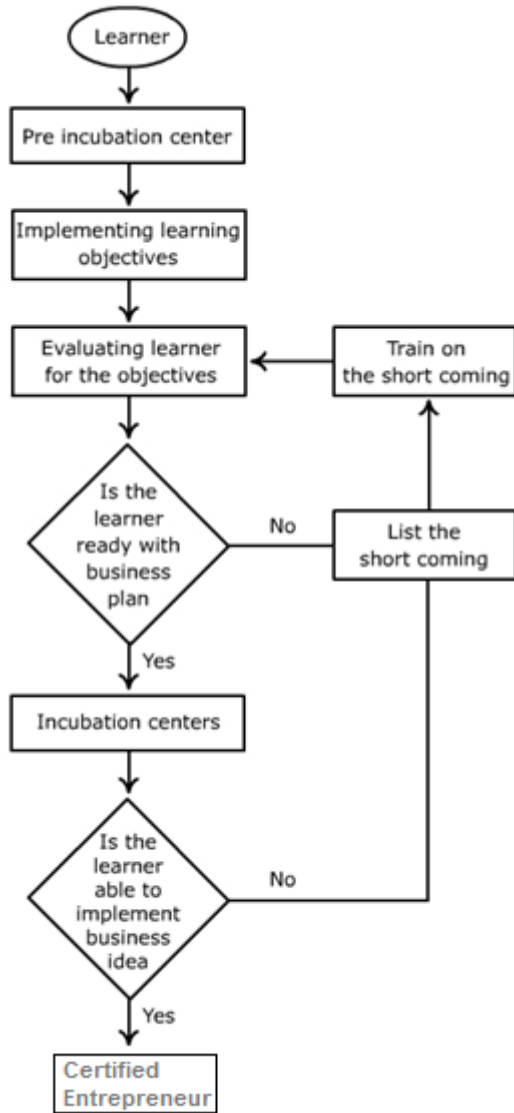 Learner
Pre incubation center
Implementing learning
objectives
Evaluating learner
for the objectives
Train on
the short coming
Is the
learner
ready with
business
plan
No
List the
short coming
Yes
Incubation centers
Is the
learner
able to
implement
business
idea
No
Yes
Certified
Entrepreneur